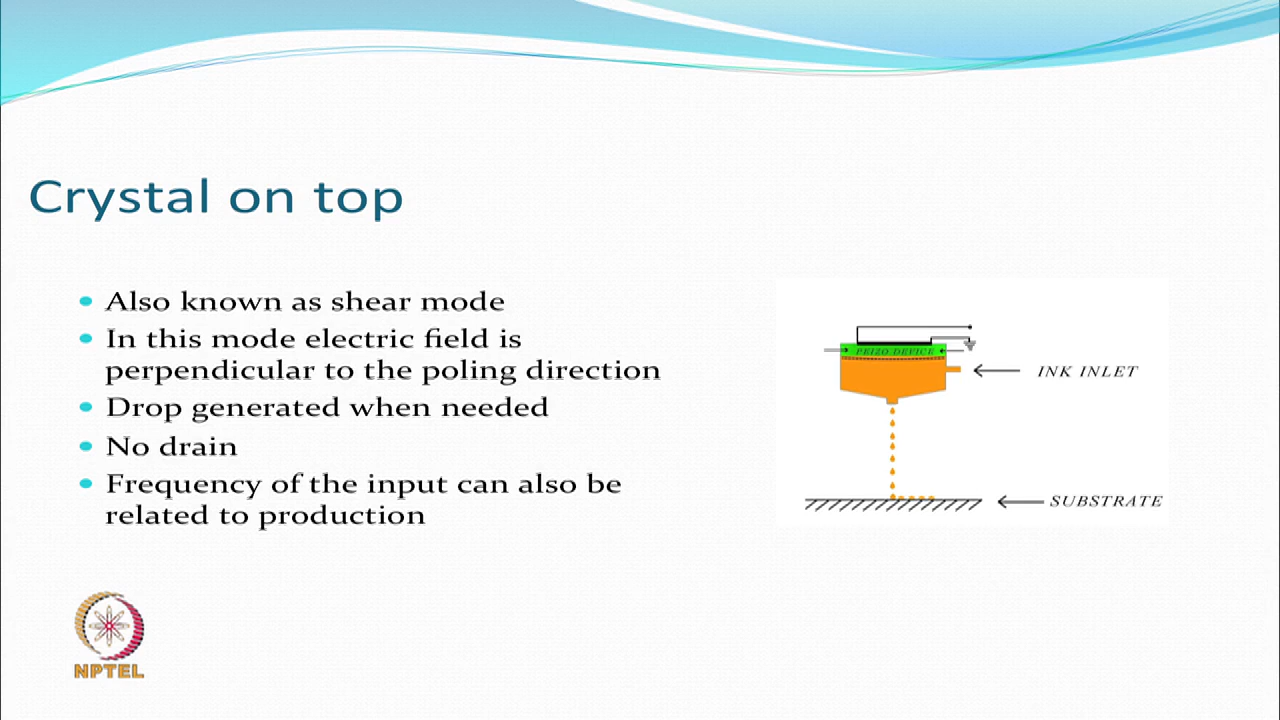 Crystal on top
Also known as shear mode
In this mode electric field is
perpendicular to the poling direction
Drop generated when needed
No drain
Frequency of the input can also be
related to production
PEIZO DEVICE
INK INLET
SUBSTRATE
NPTEL